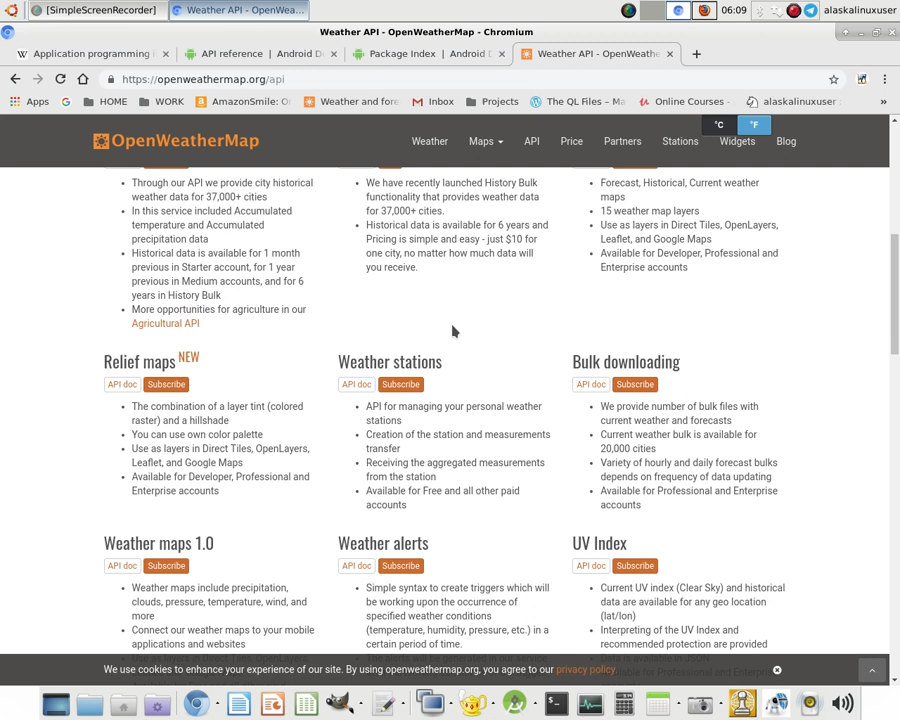 [SimpleScreenRecorder]
Weather API - OpenWea...
06:09
alaskalinuxuser
Weather API - OpenWeatherMap - Chromium
Application programming
API reference | Android D
Package Index | Android
Weather API - OpenWeathe
https://openweathermap.org/api
Apps
HOME
WORK
AmazonSmile: O
Weather and fore
Inbox
Projects
The QL Files – Ma
Online Courses -
alaskalinuxuser
»
°C
°F
OpenWeatherMap
Weather
Maps
API
Price
Partners
Stations
Widgets
Blog
Through our API we provide city historical
weather data for 37,000+ cities
In this service included Accumulated
temperature and Accumulated
precipitation data
Historical data is available for 1 month
previous in Starter account, for 1 year
previous in Medium accounts, and for 6
years in History Bulk
More opportunities for agriculture in our
Agricultural API
We have recently launched History Bulk
functionality that provides weather data
for 37,000+ cities.
Historical data is available for 6 years and
Pricing is simple and easy - just $10 for
one city, no matter how much data will
you receive.
Forecast, Historical, Current weather
maps
15 weather map layers
Use as layers in Direct Tiles, OpenLayers,
Leaflet, and Google Maps
Available for Developer, Professional and
Enterprise accounts
Relief maps NEW
API doc
Subscribe
The combination of a layer tint (colored
raster) and a hillshade
You can use own color palette
Use as layers in Direct Tiles, OpenLayers,
Leaflet, and Google Maps
Available for Developer, Professional and
Enterprise accounts
Weather stations
API doc
Subscribe
API for managing your personal weather
stations
Creation of the station and measurements
transfer
Receiving the aggregated measurements
from the station
Available for Free and all other paid
accounts
Bulk downloading
API doc
Subscribe
We provide number of bulk files with
current weather and forecasts
Current weather bulk is available for
20,000 cities
Variety of hourly and daily forecast bulks
depends on frequency of data updating
Available for Professional and Enterprise
accounts
Weather maps 1.0
API doc
Subscribe
Weather maps include precipitation,
clouds, pressure, temperature, wind, and
more
Connect our weather maps to your mobile
applications and websites
Weather alerts
API doc
Subscribe
Simple syntax to create triggers which will
be working upon the occurrence of
specified weather conditions
(temperature, humidity, pressure, etc.) in a
certain period of time.
UV Index
API doc
Subscribe
Current UV index (Clear Sky) and historical
data are available for any geo location
(lat/lon)
Interpreting of the UV Index and
recommended protection are provided
We use cookies to enhance your experience of our site. By using openweathermap.org, you agree to our privacy policy.